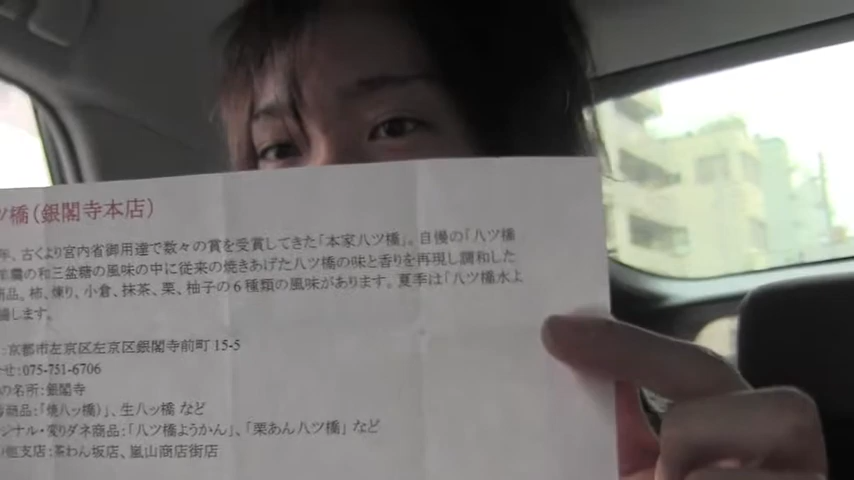 ツ橋(銀閣寺本店)
年、古くより宮内省御用達で数々の賞を受賞してきた「本家八ツ橋」。自慢の「八ツ橋
羊羹の和三盆糖の風味の中に従来の焼きあげた八ツ橋の味と香りを再現し調和した
商品。柿、煉り、小倉、抹茶、栗、柚子の6種類の風味があります。夏季は「八ツ橋水よ
します。
:京都市左京区左京区銀閣寺前町15-5
せ:075-751-6706
の名所:銀閣寺
商品:「焼八ッ橋)」、生八ッ橋 など
ジナル・変りダネ商品:「八ツ橋ようかん」、「栗あん八ツ橋」など
支店:茶わん坂店、嵐山商店街店